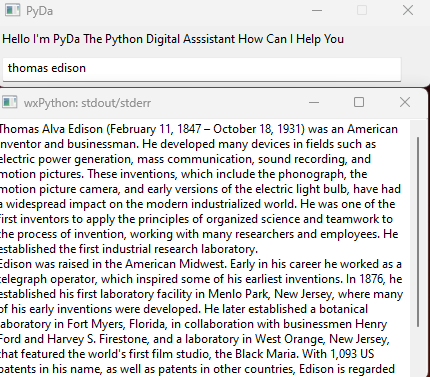 PyDa
Hello I'm PyDa The Python Digital Asssistant How Can I Help You
thomas edison
wxPython: stdout/stderr
Thomas Alva Edison (February 11, 1847 – October 18, 1931) was an American
inventor and businessman. He developed many devices in fields such as
electric power generation, mass communication, sound recording, and
motion pictures. These inventions, which include the phonograph, the
motion picture camera, and early versions of the electric light bulb, have had
a widespread impact on the modern industrialized world. He was one of the
first inventors to apply the principles of organized science and teamwork to
the process of invention, working with many researchers and employees. He
established the first industrial research laboratory.
Edison was raised in the American Midwest. Early in his career he worked as a
telegraph operator, which inspired some of his earliest inventions. In 1876, he
established his first laboratory facility in Menlo Park, New Jersey, where many
of his early inventions were developed. He later established a botanical
laboratory in Fort Myers, Florida, in collaboration with businessmen Henry
Ford and Harvey S. Firestone, and a laboratory in West Orange, New Jersey,
that featured the world's first film studio, the Black Maria. With 1,093 US
patents in his name, as well as patents in other countries, Edison is regarded